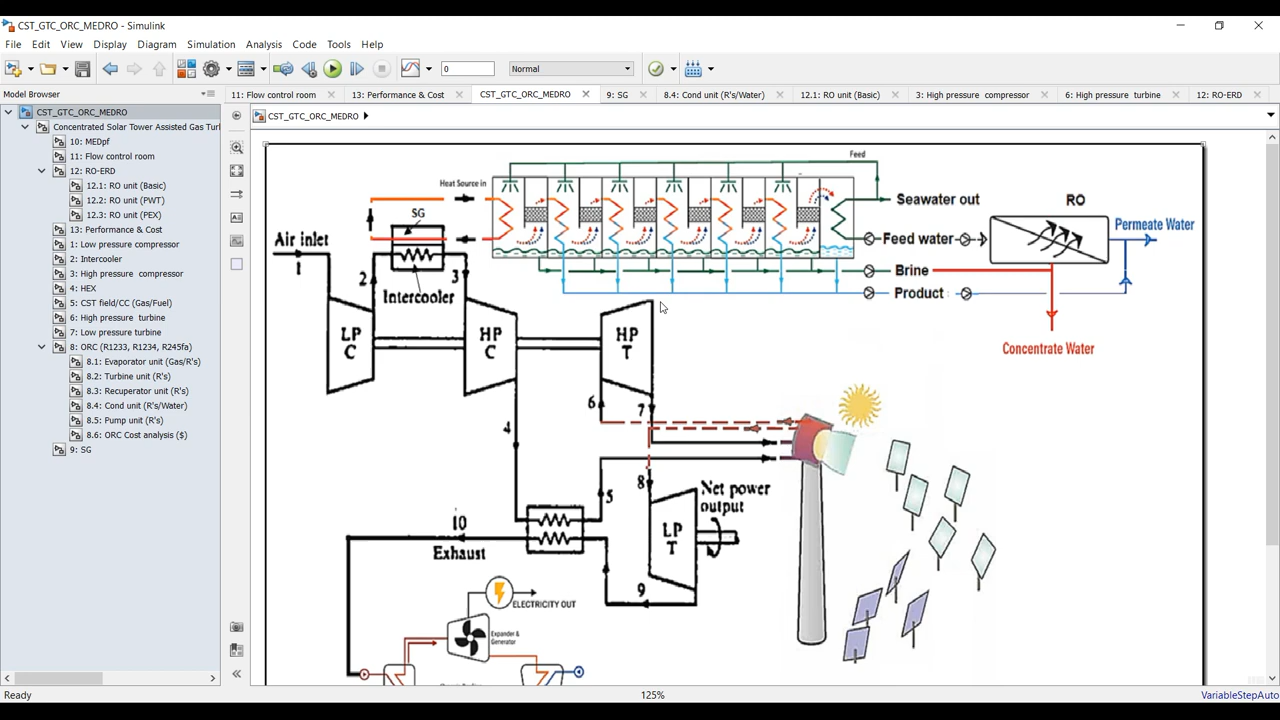 CST_GTC_ORC_MEDRO - Simulink
File Edit View Display Diagram Simulation Analysis Code Tools Help
0 Normal
Model Browser
11: Flow control room 13: Performance & Cost CST_GTC_ORC_MEDRO 9: SG 8.4: Cond unit (R's/Water) 12.1: RO unit (Basic) 3: High pressure compressor 6: High pressure turbine 12: RO-ERD
CST_GTC_ORC_MEDRO
CST_GTC_ORC_MEDRO
Concentrated Solar Tower Assisted Gas Tur
10: MEDpf
11: Flow control room
12: RO-ERD
12.1: RO unit (Basic)
12.2: RO unit (PWT)
12.3: RO unit (PEX)
13: Performance & Cost
1: Low pressure compressor
2: Intercooler
3: High pressure compressor
4: HEX
5: CST field/CC (Gas/Fuel)
6: High pressure turbine
7: Low pressure turbine
8: ORC (R1233, R1234, R245fa)
8.1: Evaporator unit (Gas/R's)
8.2: Turbine unit (R's)
8.3: Recuperator unit (R's)
8.4: Cond unit (R's/Water)
8.5: Pump unit (R's)
8.6: ORC Cost analysis ($)
9: SG
Feed
Heat Source in
Seawater out
RO
SG
Permeate Water
Air inlet
Feed water
1
2
3
Brine
Intercooler
Product
LP
C
HP
C
HP
T
Concentrate Water
6
7
4
8
5
Net power
output
LP
T
10
Exhaust
9
ELECTRICITY OUT
Expander &
Generator
Ready 125% VariableStepAuto